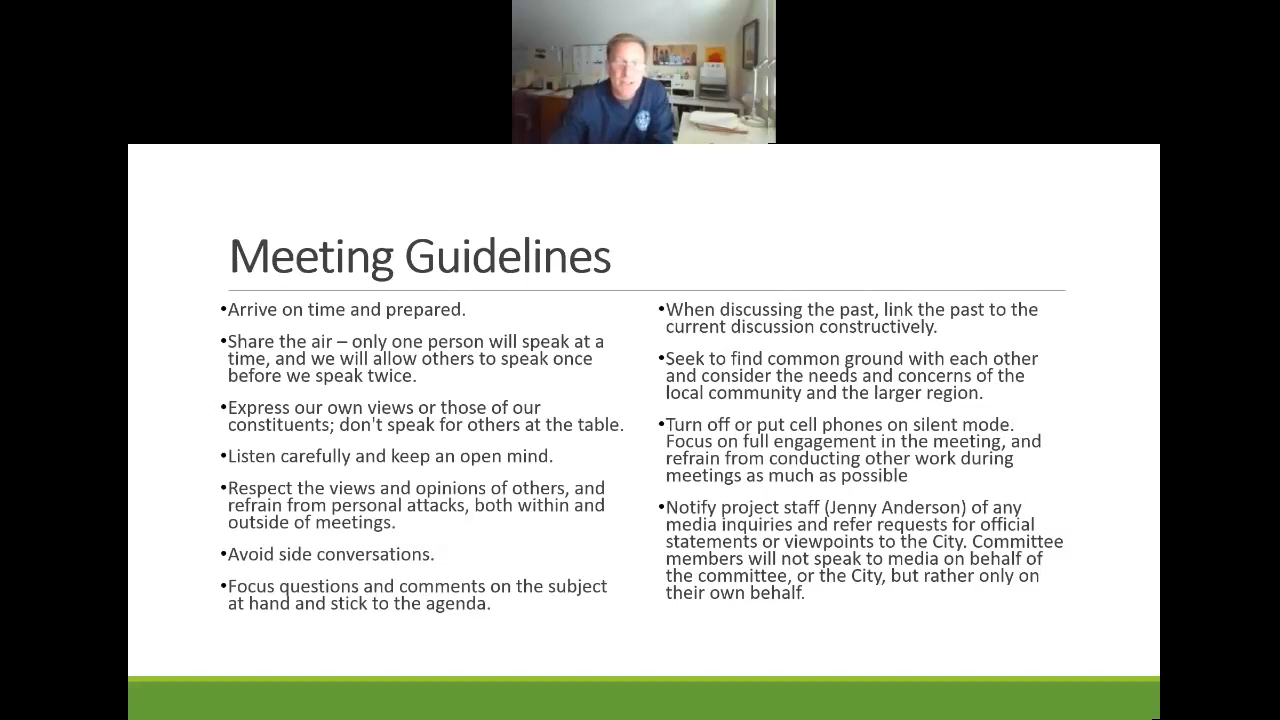 Meeting Guidelines
•Arrive on time and prepared.
•Share the air – only one person will speak at a
time, and we will allow others to speak once
before we speak twice.
•Express our own views or those of our
constituents; don't speak for others at the table.
•Listen carefully and keep an open mind.
•Respect the views and opinions of others, and
refrain from personal attacks, both within and
outside of meetings.
•Avoid side conversations.
•Focus questions and comments on the subject
at hand and stick to the agenda.
•When discussing the past, link the past to the
current discussion constructively.
•Seek to find common ground with each other
and consider the needs and concerns of the
local community and the larger region.
•Turn off or put cell phones on silent mode.
Focus on full engagement in the meeting, and
refrain from conducting other work during
meetings as much as possible
•Notify project staff (Jenny Anderson) of any
media inquiries and refer requests for official
statements or viewpoints to the City. Committee
members will not speak to media on behalf of
the committee, or the City, but rather only on
their own behalf.